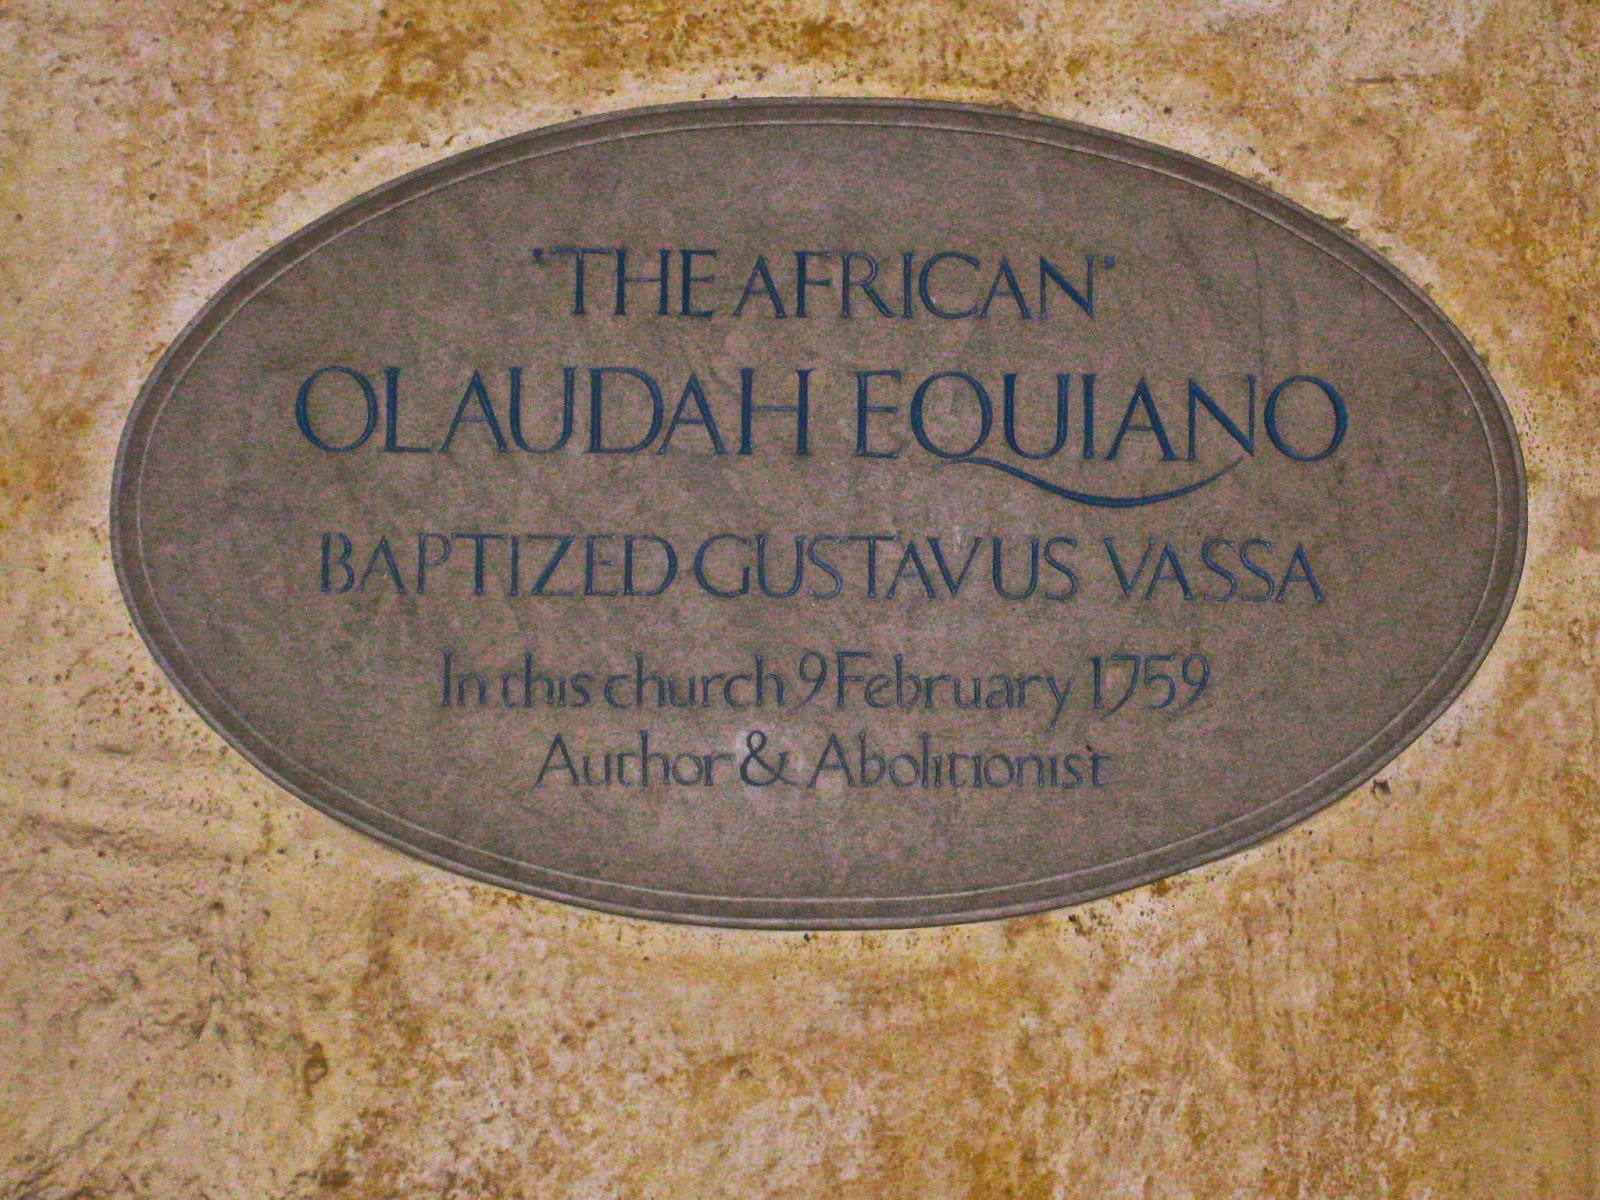 'THE AFRICAN'
OLAUDAH EQUIANO
BAPTIZED GUSTAVUS VASSA
In this church 9 February 1759
Author & Abolitionist